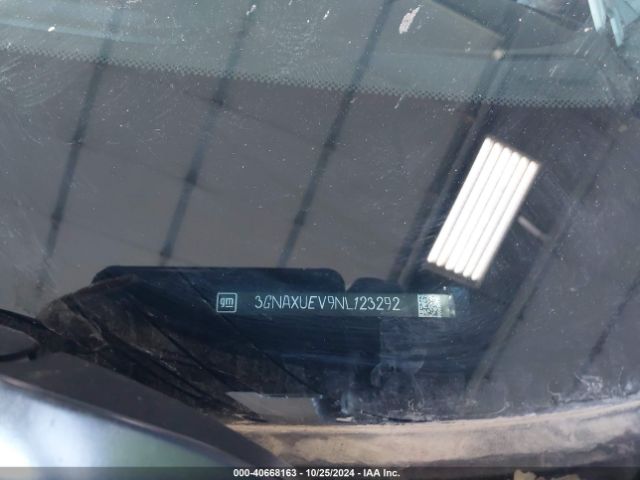 gm 3GNAXUEV9NL123292
000-40668163 - 10/25/2024 - IAA Inc.